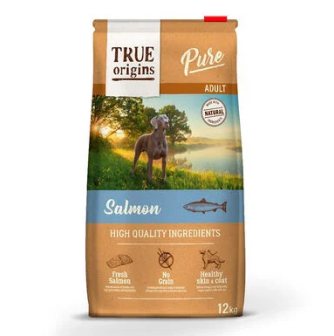 TRUE
origins
Pure
ADULT
NATURAL
Salmon
HIGH QUALITY INGREDIENTS
Fresh
Salmon
No
Grain
Healthy
skin & coat
12kg